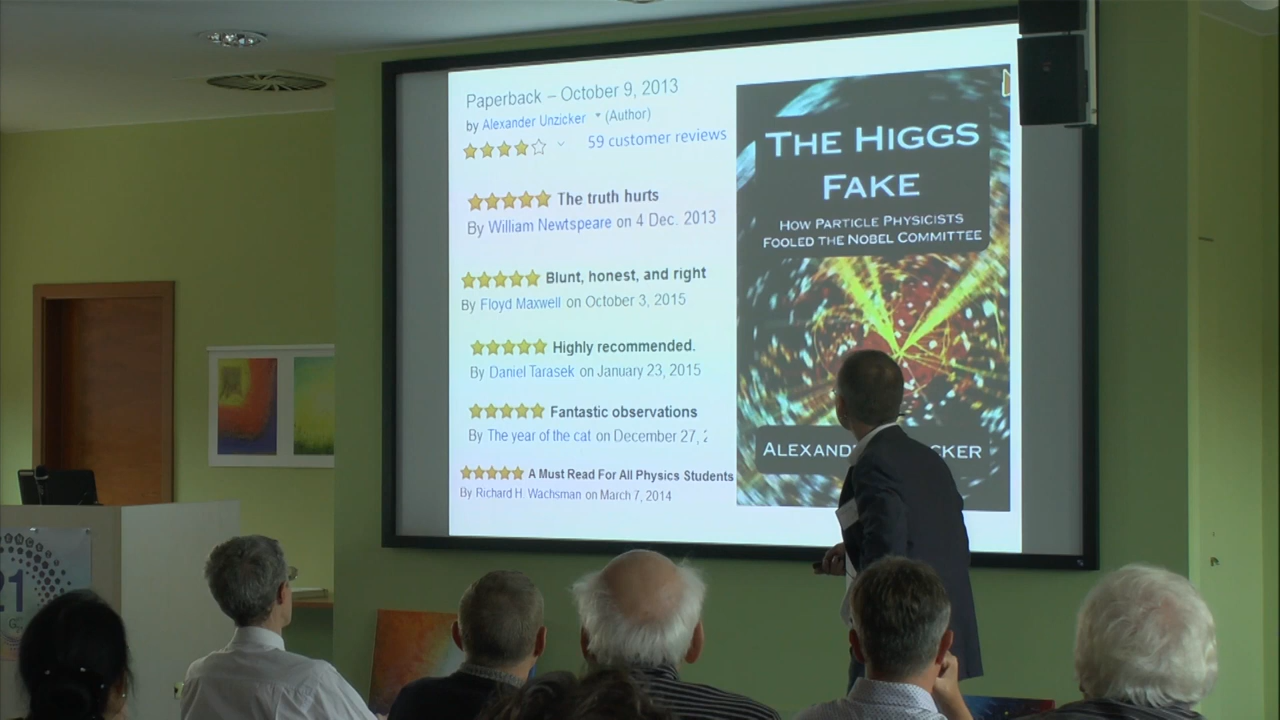 Paperback – October 9, 2013
by Alexander Unzicker (Author)
59 customer reviews
The truth hurts
By William Newtspeare on 4 Dec. 2013
Blunt, honest, and right
By Floyd Maxwell on October 3, 2015
Highly recommended.
By Daniel Tarasek on January 23, 2015
Fantastic observations
By The year of the cat on December 27, 2
A Must Read For All Physics Students
By Richard H. Wachsman on March 7, 2014
THE HIGGS
FAKE
HOW PARTICLE PHYSICISTS
FOOLED THE NOBEL COMMITTEE
21